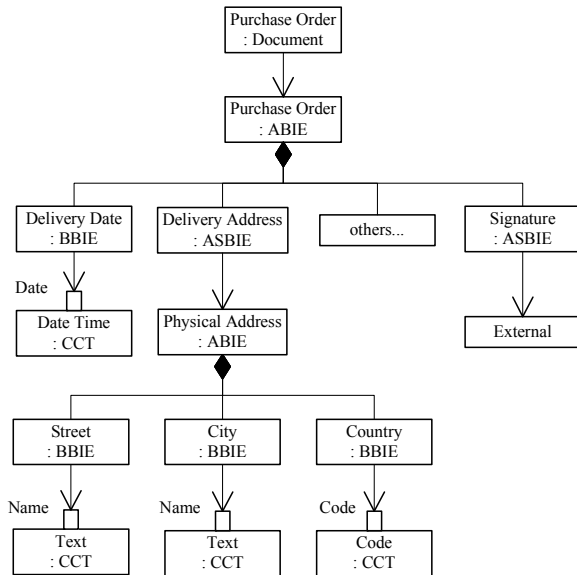 Purchase Order
: Document
Purchase Order
: ABIE
Delivery Date
: BBIE
Delivery Address
: ASBIE
others...
Signature
: ASBIE
Date
Date Time
: CCT
Physical Address
: ABIE
External
Street
: BBIE
City
: BBIE
Country
: BBIE
Name
Text
: CCT
Name
Text
: CCT
Code
Code
: CCT